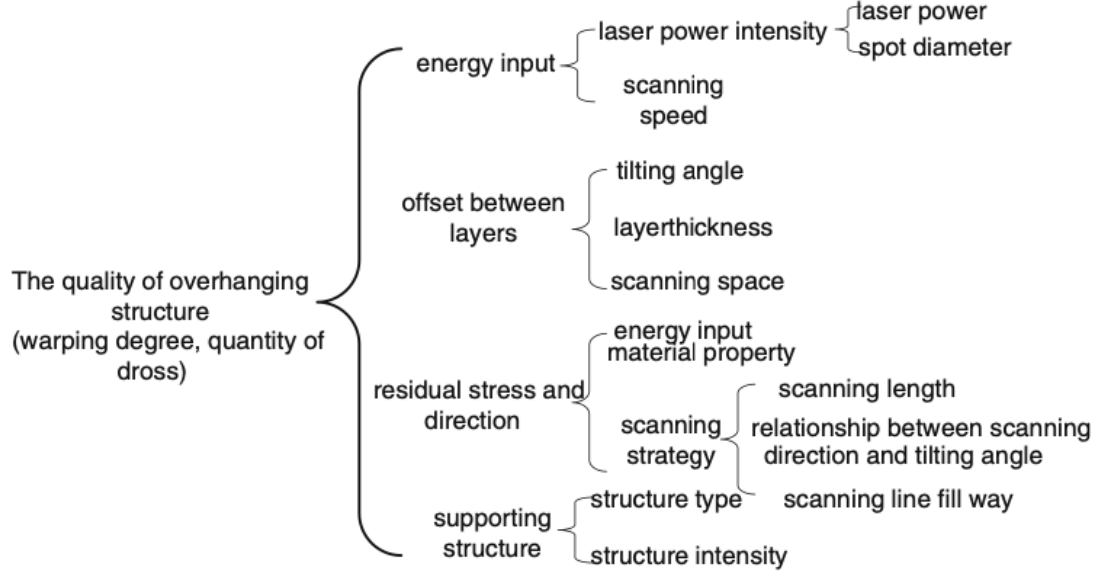 The quality of overhanging
structure
(warping degree, quantity of
dross)
energy input
laser power intensity
laser power
spot diameter
scanning
speed
offset between
layers
tilting angle
layerthickness
scanning space
residual stress and
direction
energy input
material property
scanning
strategy
scanning length
relationship between scanning
direction and tilting angle
scanning line fill way
supporting
structure
structure type
structure intensity